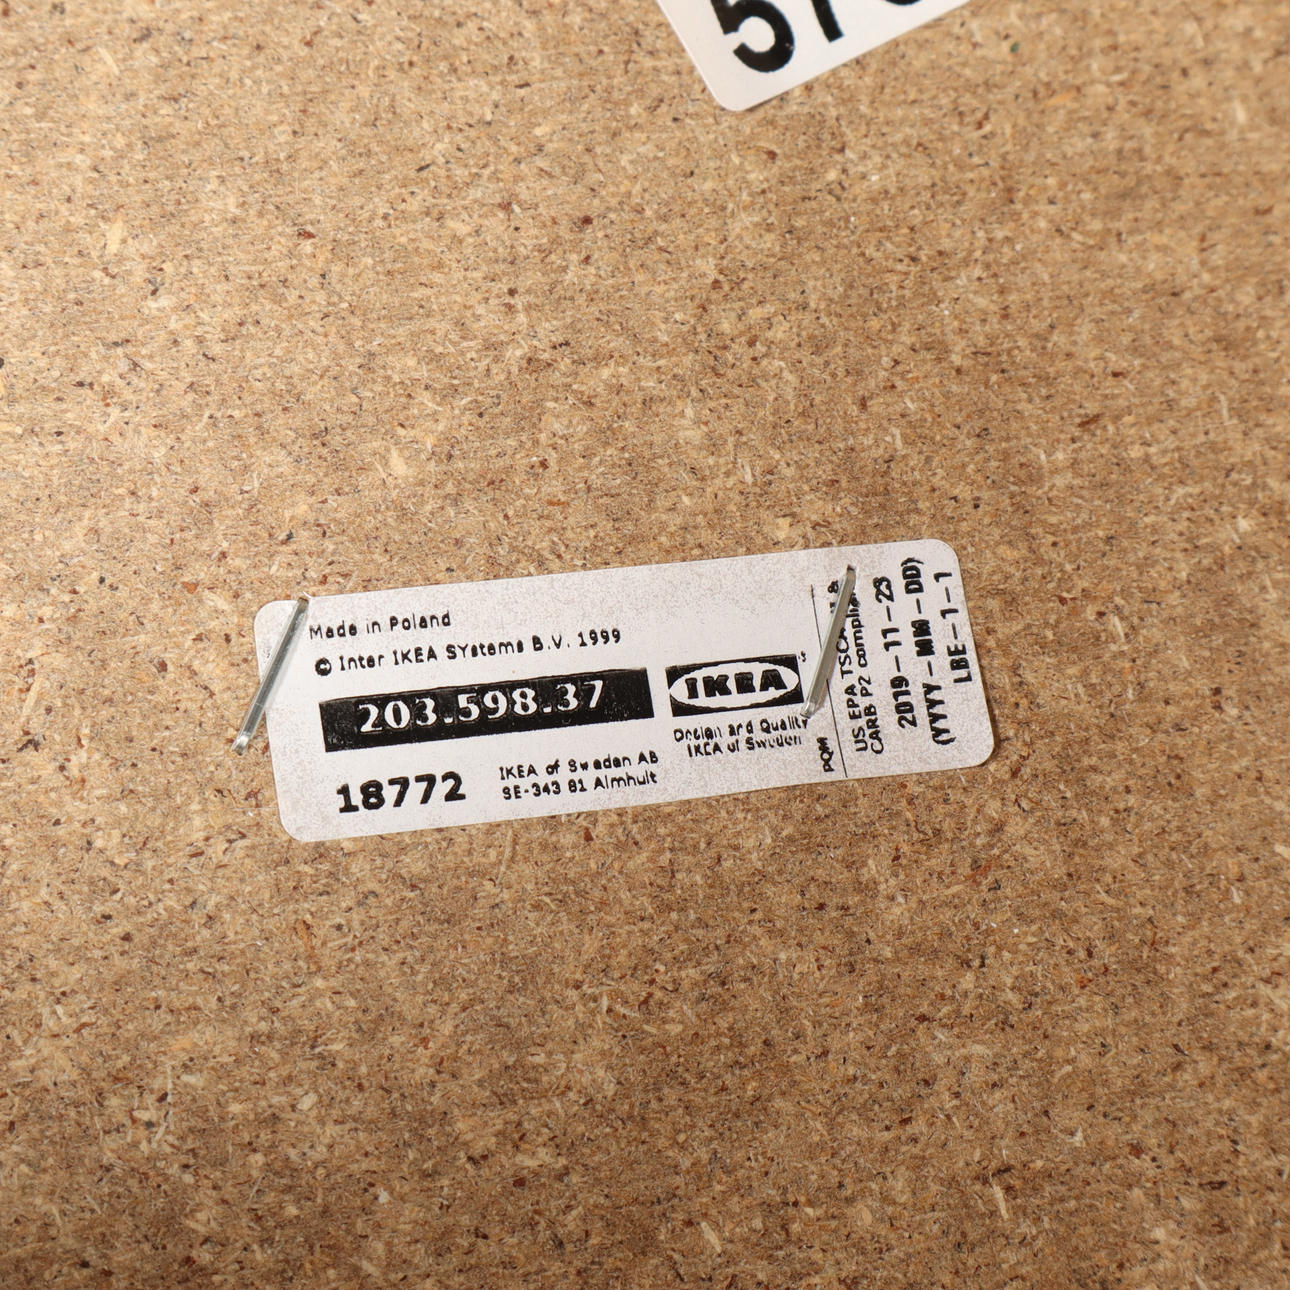 57
Made in Poland
© Inter IKEA SYstems B.V. 1999
203.598.37
18772
IKEA of Sweden AB
SE-343 81 Almhult
IKEA
Design and Quality
IKEA of Sweden
PQM
US EPA TSCA
CARB P2
2019-11-23
(YYYY-MM-DD)
LBE-1-1